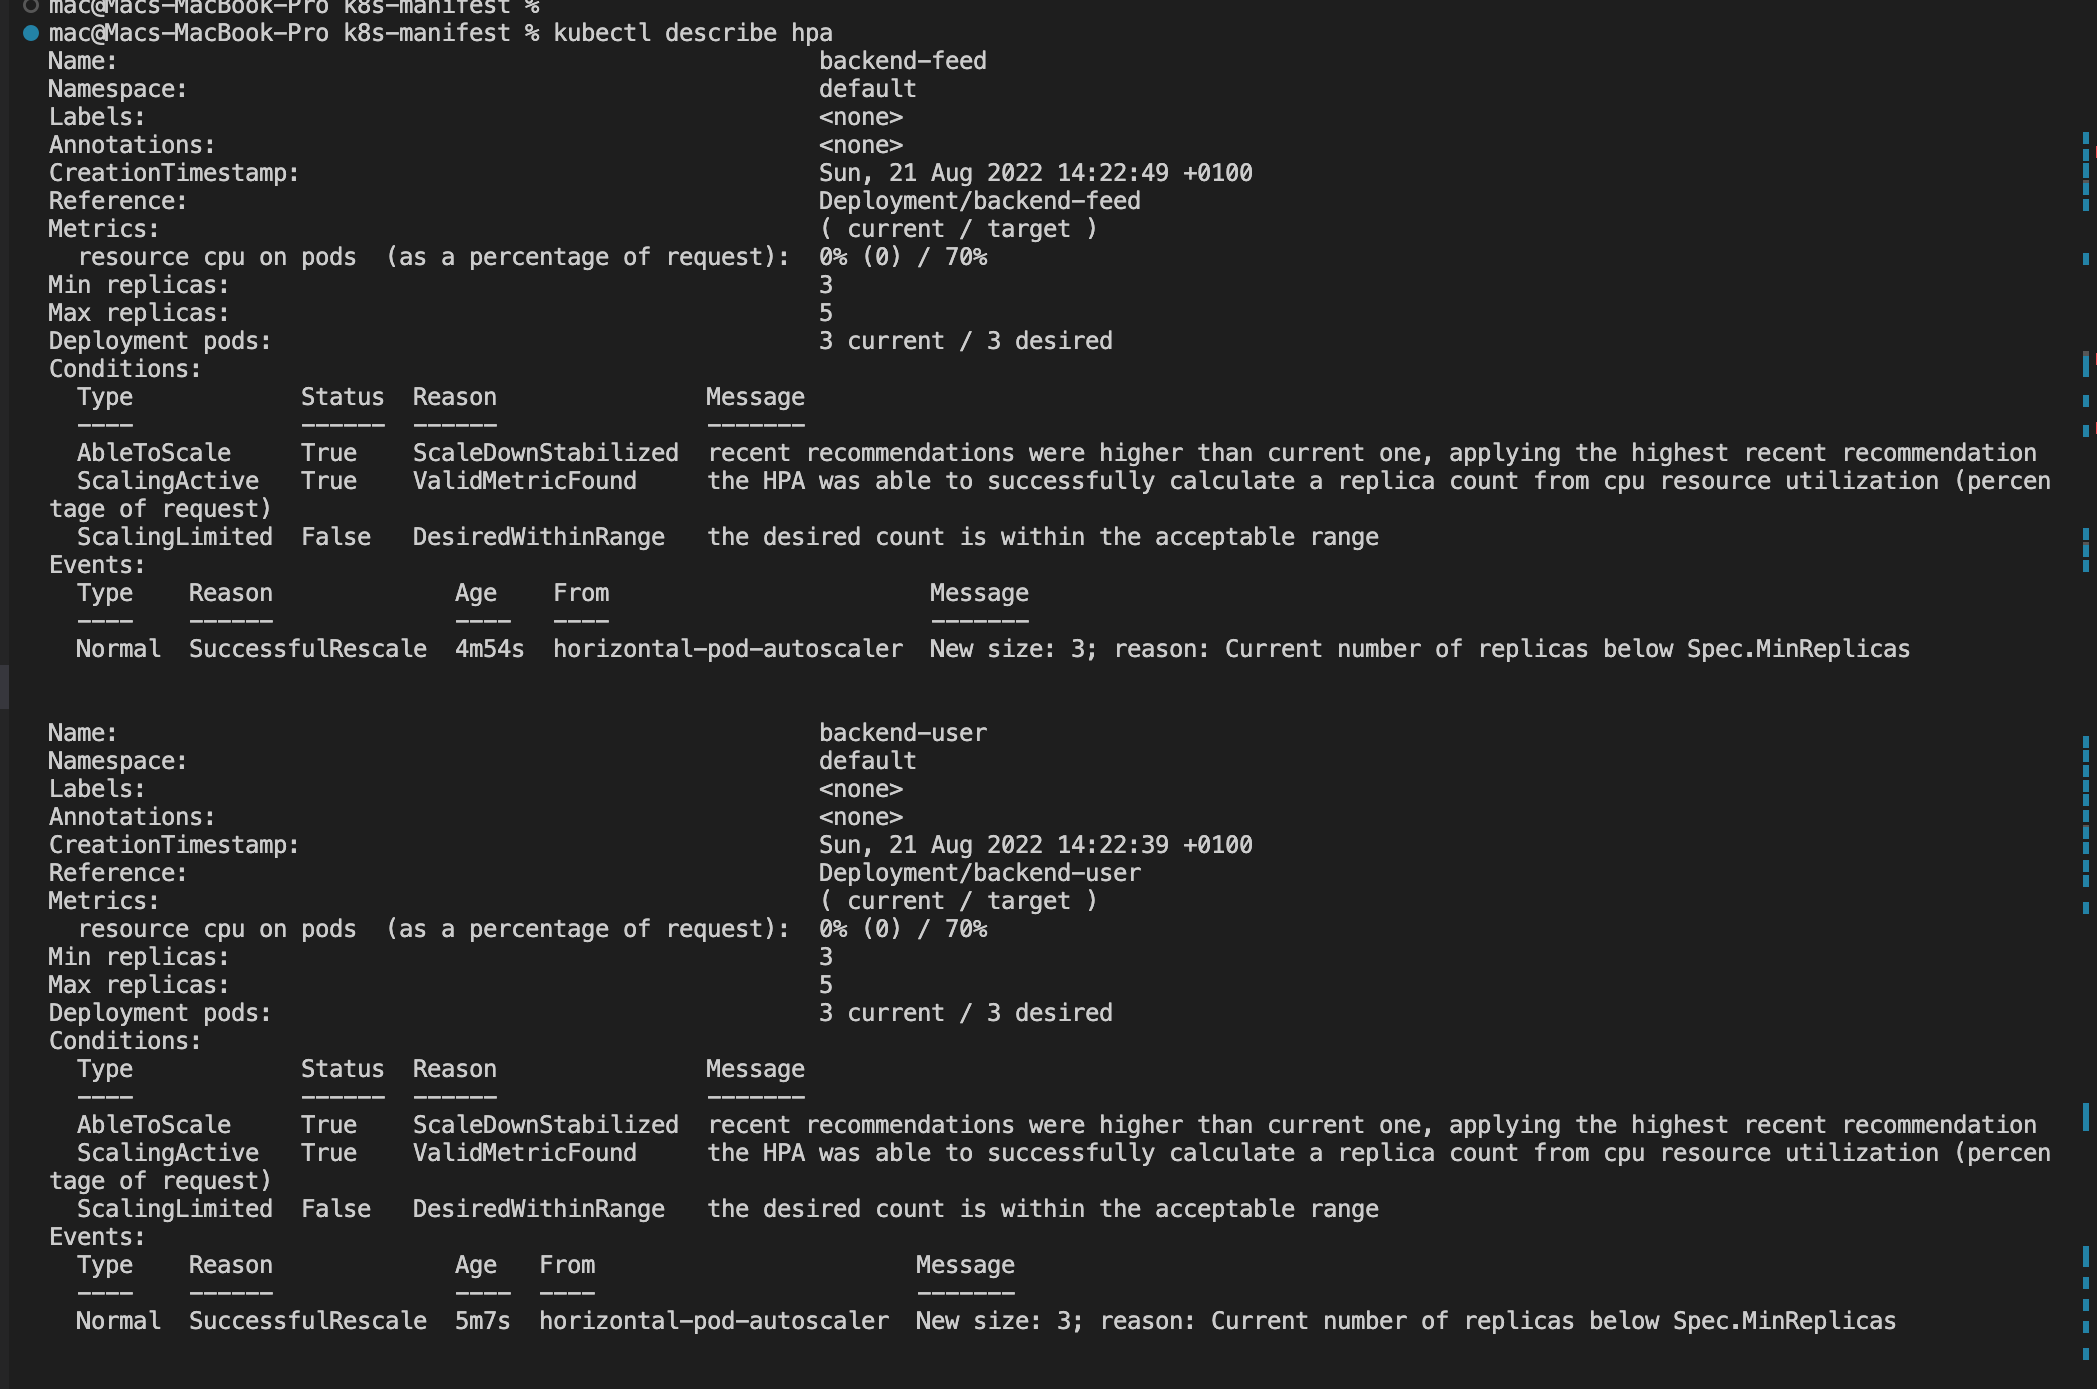 mac@Macs-MacBook-Pro k8s-manifest %
mac@Macs-MacBook-Pro k8s-manifest % kubectl describe hpa
Name:                                                  backend-feed
Namespace:                                             default
Labels:                                                <none>
Annotations:                                           <none>
CreationTimestamp:                                     Sun, 21 Aug 2022 14:22:49 +0100
Reference:                                             Deployment/backend-feed
Metrics:                                               ( current / target )
  resource cpu on pods  (as a percentage of request):  0% (0) / 70%
Min replicas:                                          3
Max replicas:                                          5
Deployment pods:                                       3 current / 3 desired
Conditions:
  Type            Status  Reason               Message
  ----            ------  ------               -------
  AbleToScale     True    ScaleDownStabilized  recent recommendations were higher than current one, applying the highest recent recommendation
  ScalingActive   True    ValidMetricFound     the HPA was able to successfully calculate a replica count from cpu resource utilization (percen
tage of request)
  ScalingLimited  False   DesiredWithinRange   the desired count is within the acceptable range
Events:
  Type    Reason             Age    From                       Message
  ----    ------             ----   ----                       -------
  Normal  SuccessfulRescale  4m54s  horizontal-pod-autoscaler  New size: 3; reason: Current number of replicas below Spec.MinReplicas
Name:                                                  backend-user
Namespace:                                             default
Labels:                                                <none>
Annotations:                                           <none>
CreationTimestamp:                                     Sun, 21 Aug 2022 14:22:39 +0100
Reference:                                             Deployment/backend-user
Metrics:                                               ( current / target )
  resource cpu on pods  (as a percentage of request):  0% (0) / 70%
Min replicas:                                          3
Max replicas:                                          5
Deployment pods:                                       3 current / 3 desired
Conditions:
  Type            Status  Reason               Message
  ----            ------  ------               -------
  AbleToScale     True    ScaleDownStabilized  recent recommendations were higher than current one, applying the highest recent recommendation
  ScalingActive   True    ValidMetricFound     the HPA was able to successfully calculate a replica count from cpu resource utilization (percen
tage of request)
  ScalingLimited  False   DesiredWithinRange   the desired count is within the acceptable range
Events:
  Type    Reason             Age   From                       Message
  ----    ------             ----  ----                       -------
  Normal  SuccessfulRescale  5m7s  horizontal-pod-autoscaler  New size: 3; reason: Current number of replicas below Spec.MinReplicas